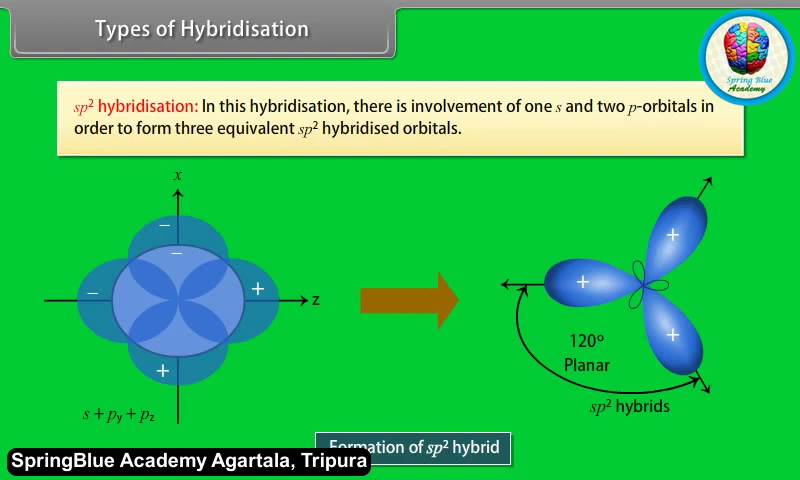 Types of Hybridisation
Spring Blue
Academy
sp² hybridisation: In this hybridisation, there is involvement of one s and two p-orbitals in
order to form three equivalent sp² hybridised orbitals.
x
−
−
−
+
z
+
s + py + pz
+
+
+
120°
Planar
sp² hybrids
Formation of sp² hybrid
SpringBlue Academy Agartala, Tripura